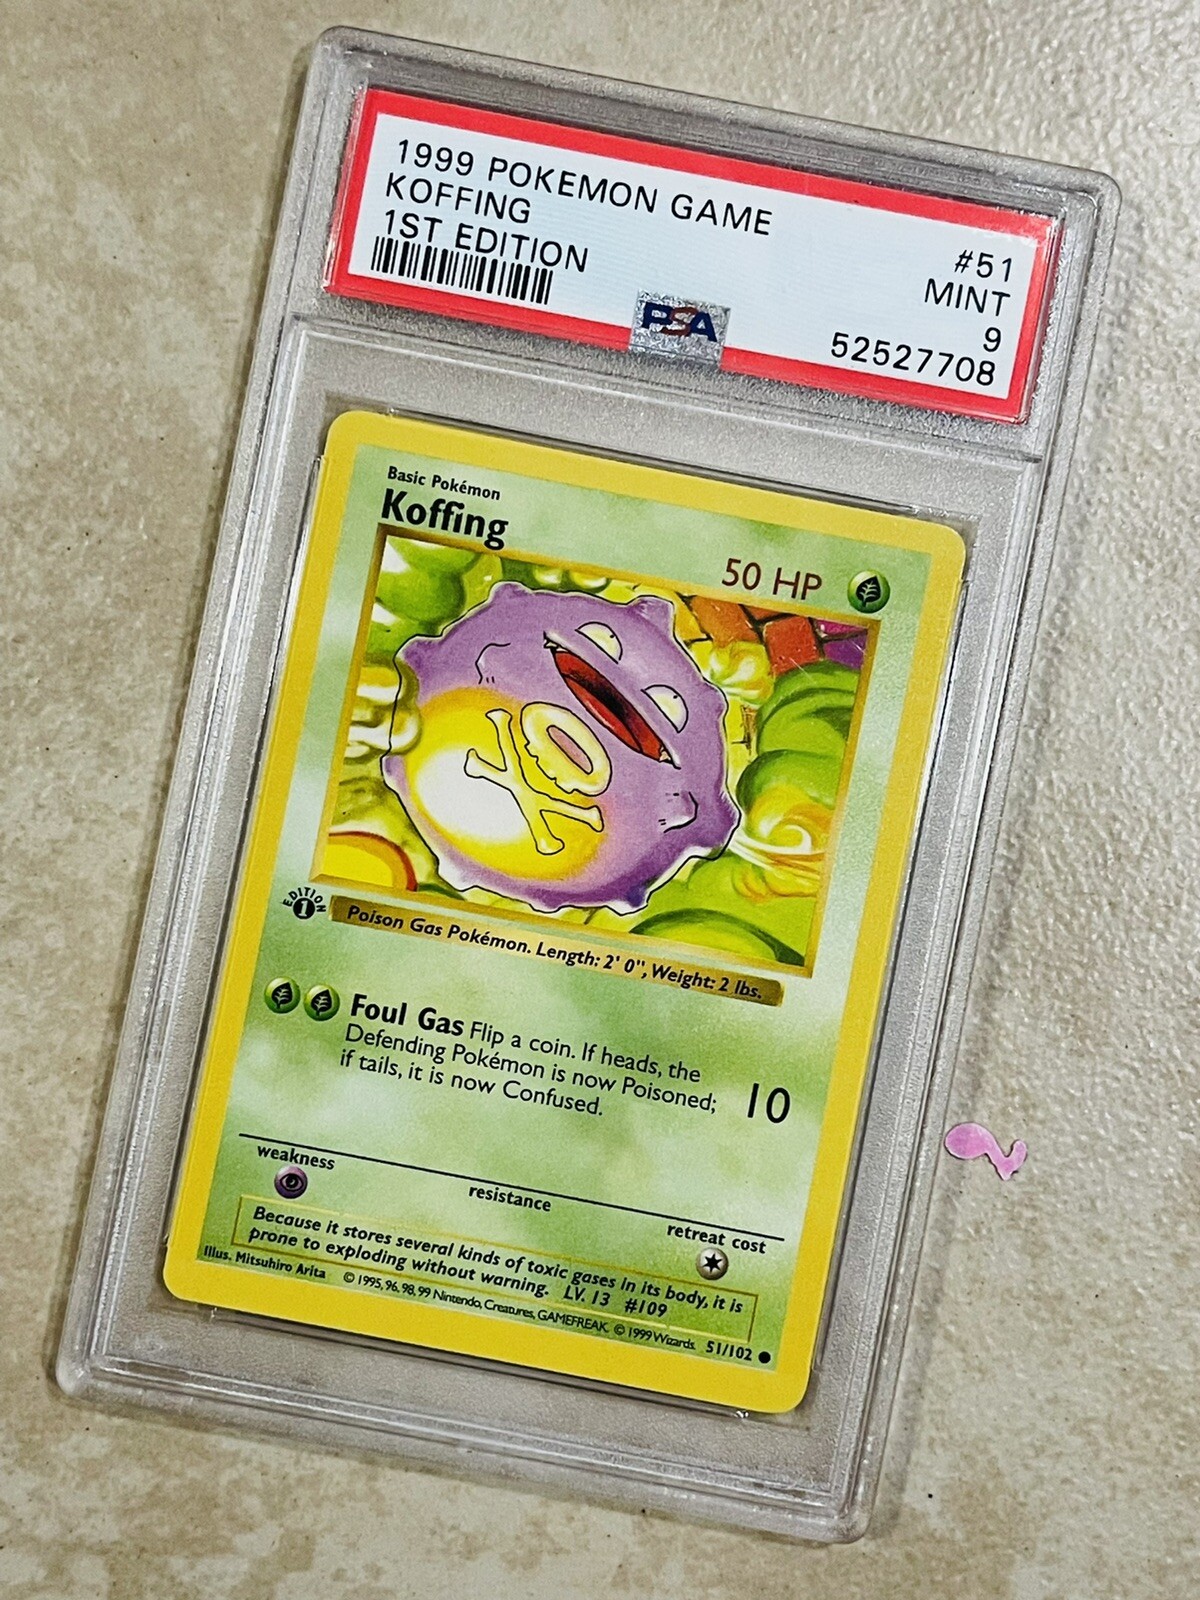 1999 POKEMON GAME
KOFFING
1ST EDITION
#51
MINT
9
PSA
52527708
Basic Pokémon
Koffing
50 HP
EDITION
1
Poison Gas Pokémon. Length: 2' 0", Weight: 2 lbs.
Foul Gas Flip a coin. If heads, the
Defending Pokémon is now Poisoned;
if tails, it is now Confused.
10
weakness
resistance
retreat cost
Because it stores several kinds of toxic gases in its body, it is
prone to exploding without warning. LV. 13 #109
Illus. Mitsuhiro Arita © 1995, 96, 98, 99 Nintendo, Creatures, GAMEFREAK. © 1999 Wizards. 51/102